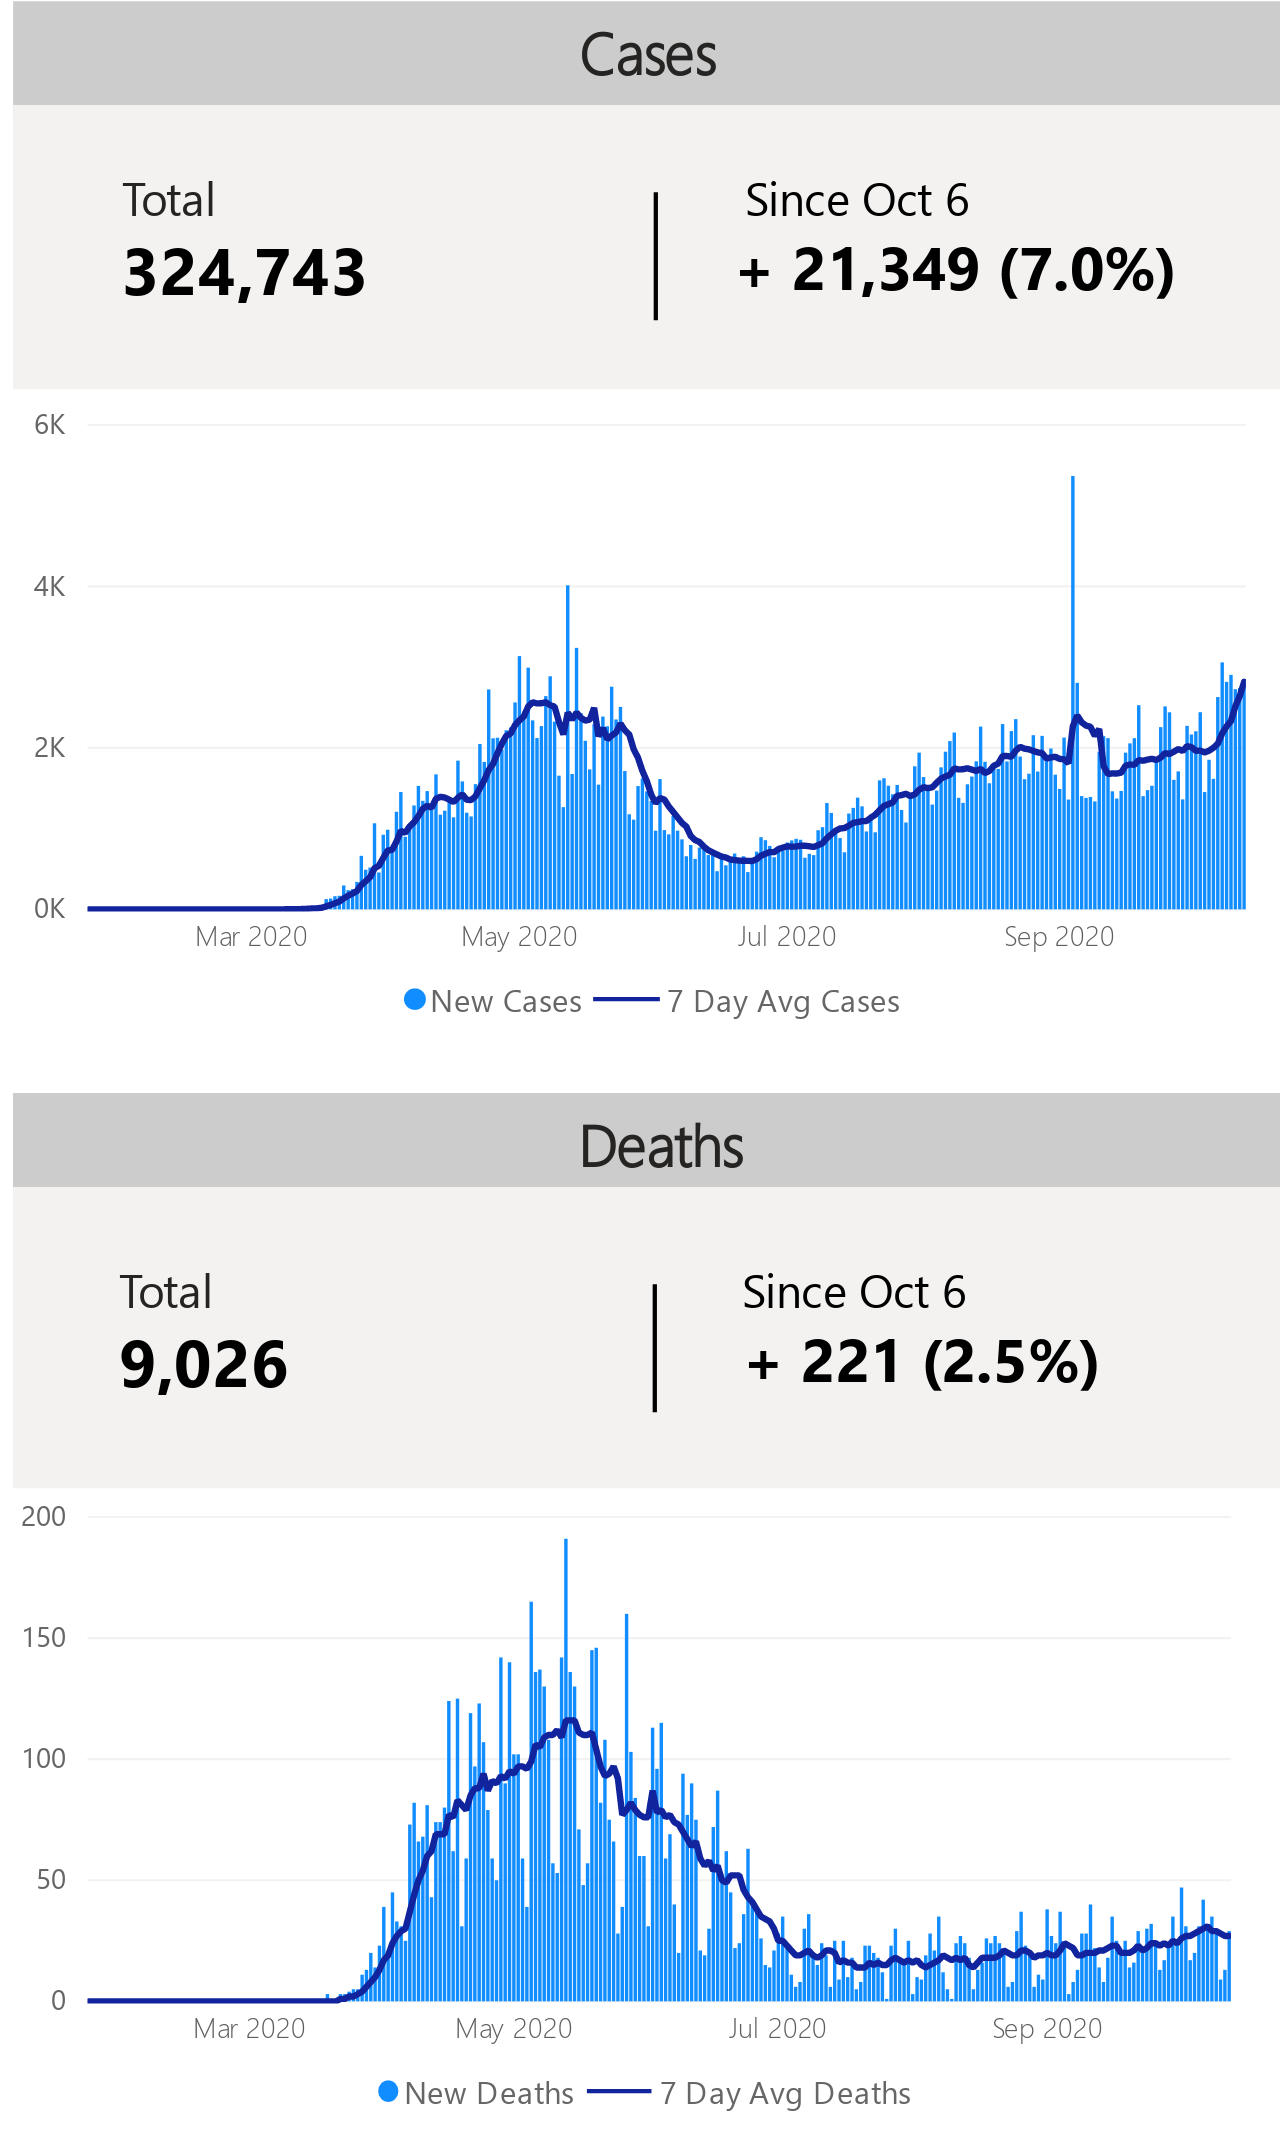 Cases
Total
Since Oct 6
324,743
+ 21,349 (7.0%)
6K
4K
2K
0K
Mar 2020
May 2020
Jul 2020
Sep 2020
New Cases
7 Day Avg Cases
Deaths
Total
Since Oct 6
9,026
+ 221 (2.5%)
200
150
100
50
0
Mar 2020
May 2020
Jul 2020
Sep 2020
New Deaths
7 Day Avg Deaths